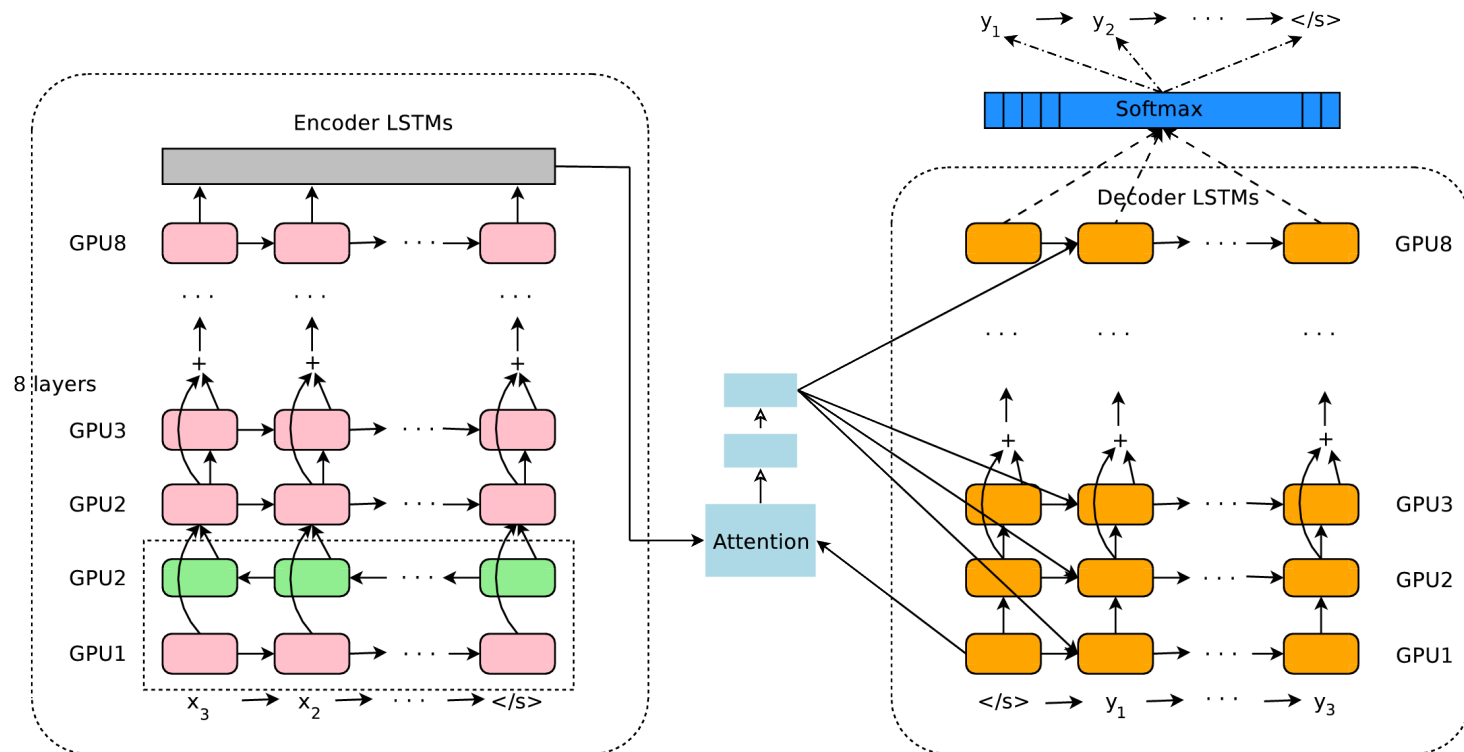 y1 y2 · · · </s>
Softmax
Encoder LSTMs
Decoder LSTMs
GPU8 · · ·
· · · · · · · · ·
+ + +
8 layers
GPU3 · · ·
GPU2 · · ·
GPU2 · · ·
GPU1 · · ·
x3 x2 · · · </s>
Attention
· · · GPU8
· · · · · · · · ·
+ + +
· · · GPU3
· · · GPU2
· · · GPU1
</s> y1 · · · y3